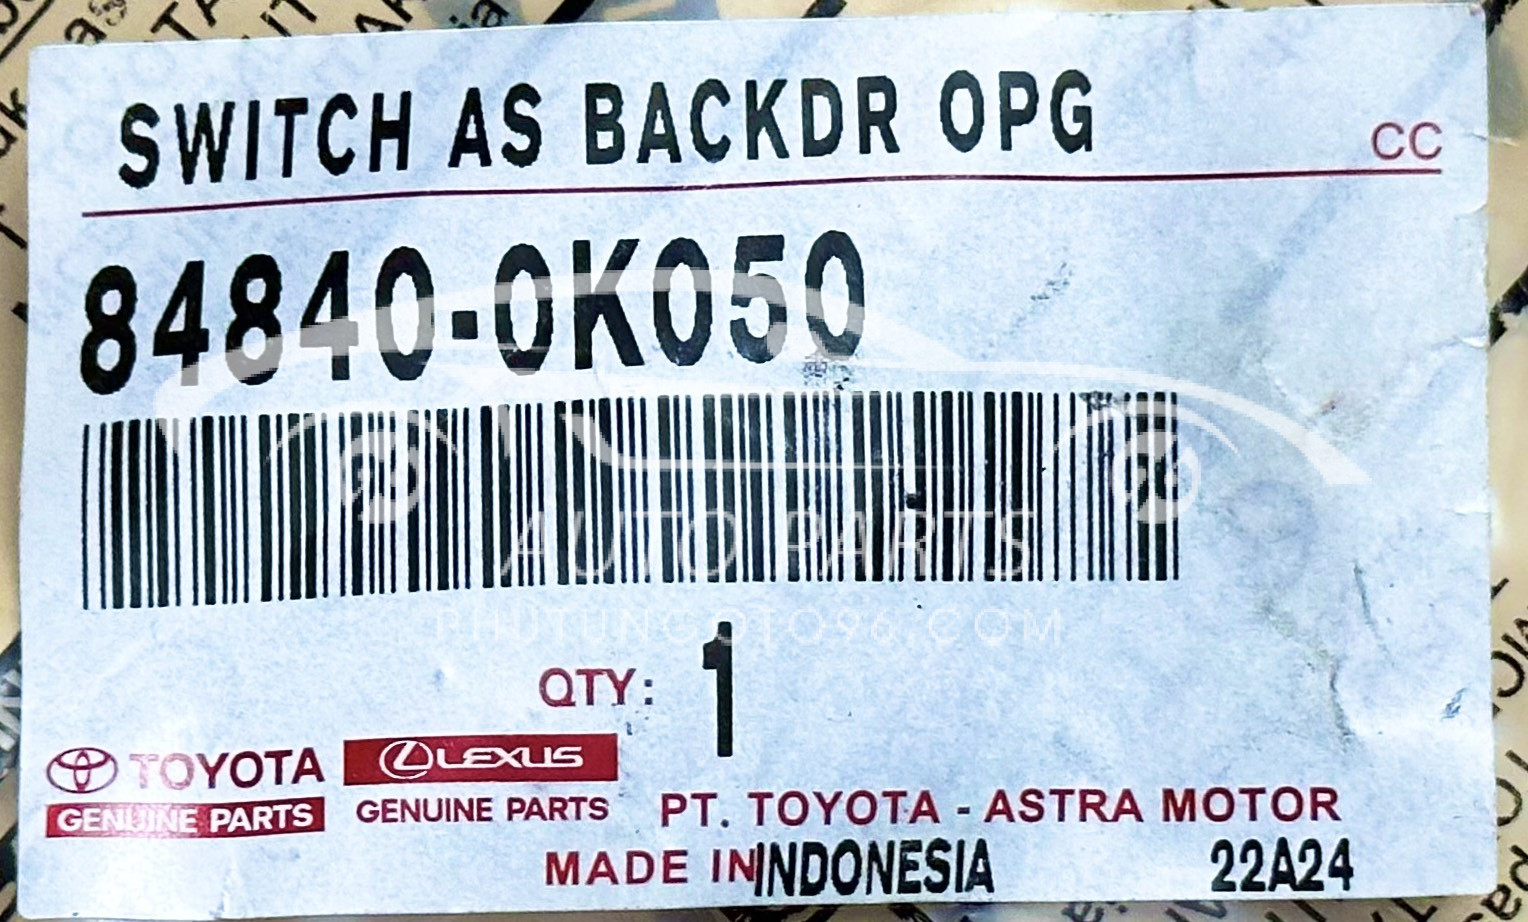 SWITCH AS BACKDR OPG
CC
84840-0K050
AUTO PARTS
PHUTUNGOTO96.COM
QTY: 1
TOYOTA
GENUINE PARTS
LEXUS
GENUINE PARTS
PT. TOYOTA - ASTRA MOTOR
MADE IN INDONESIA
22A24